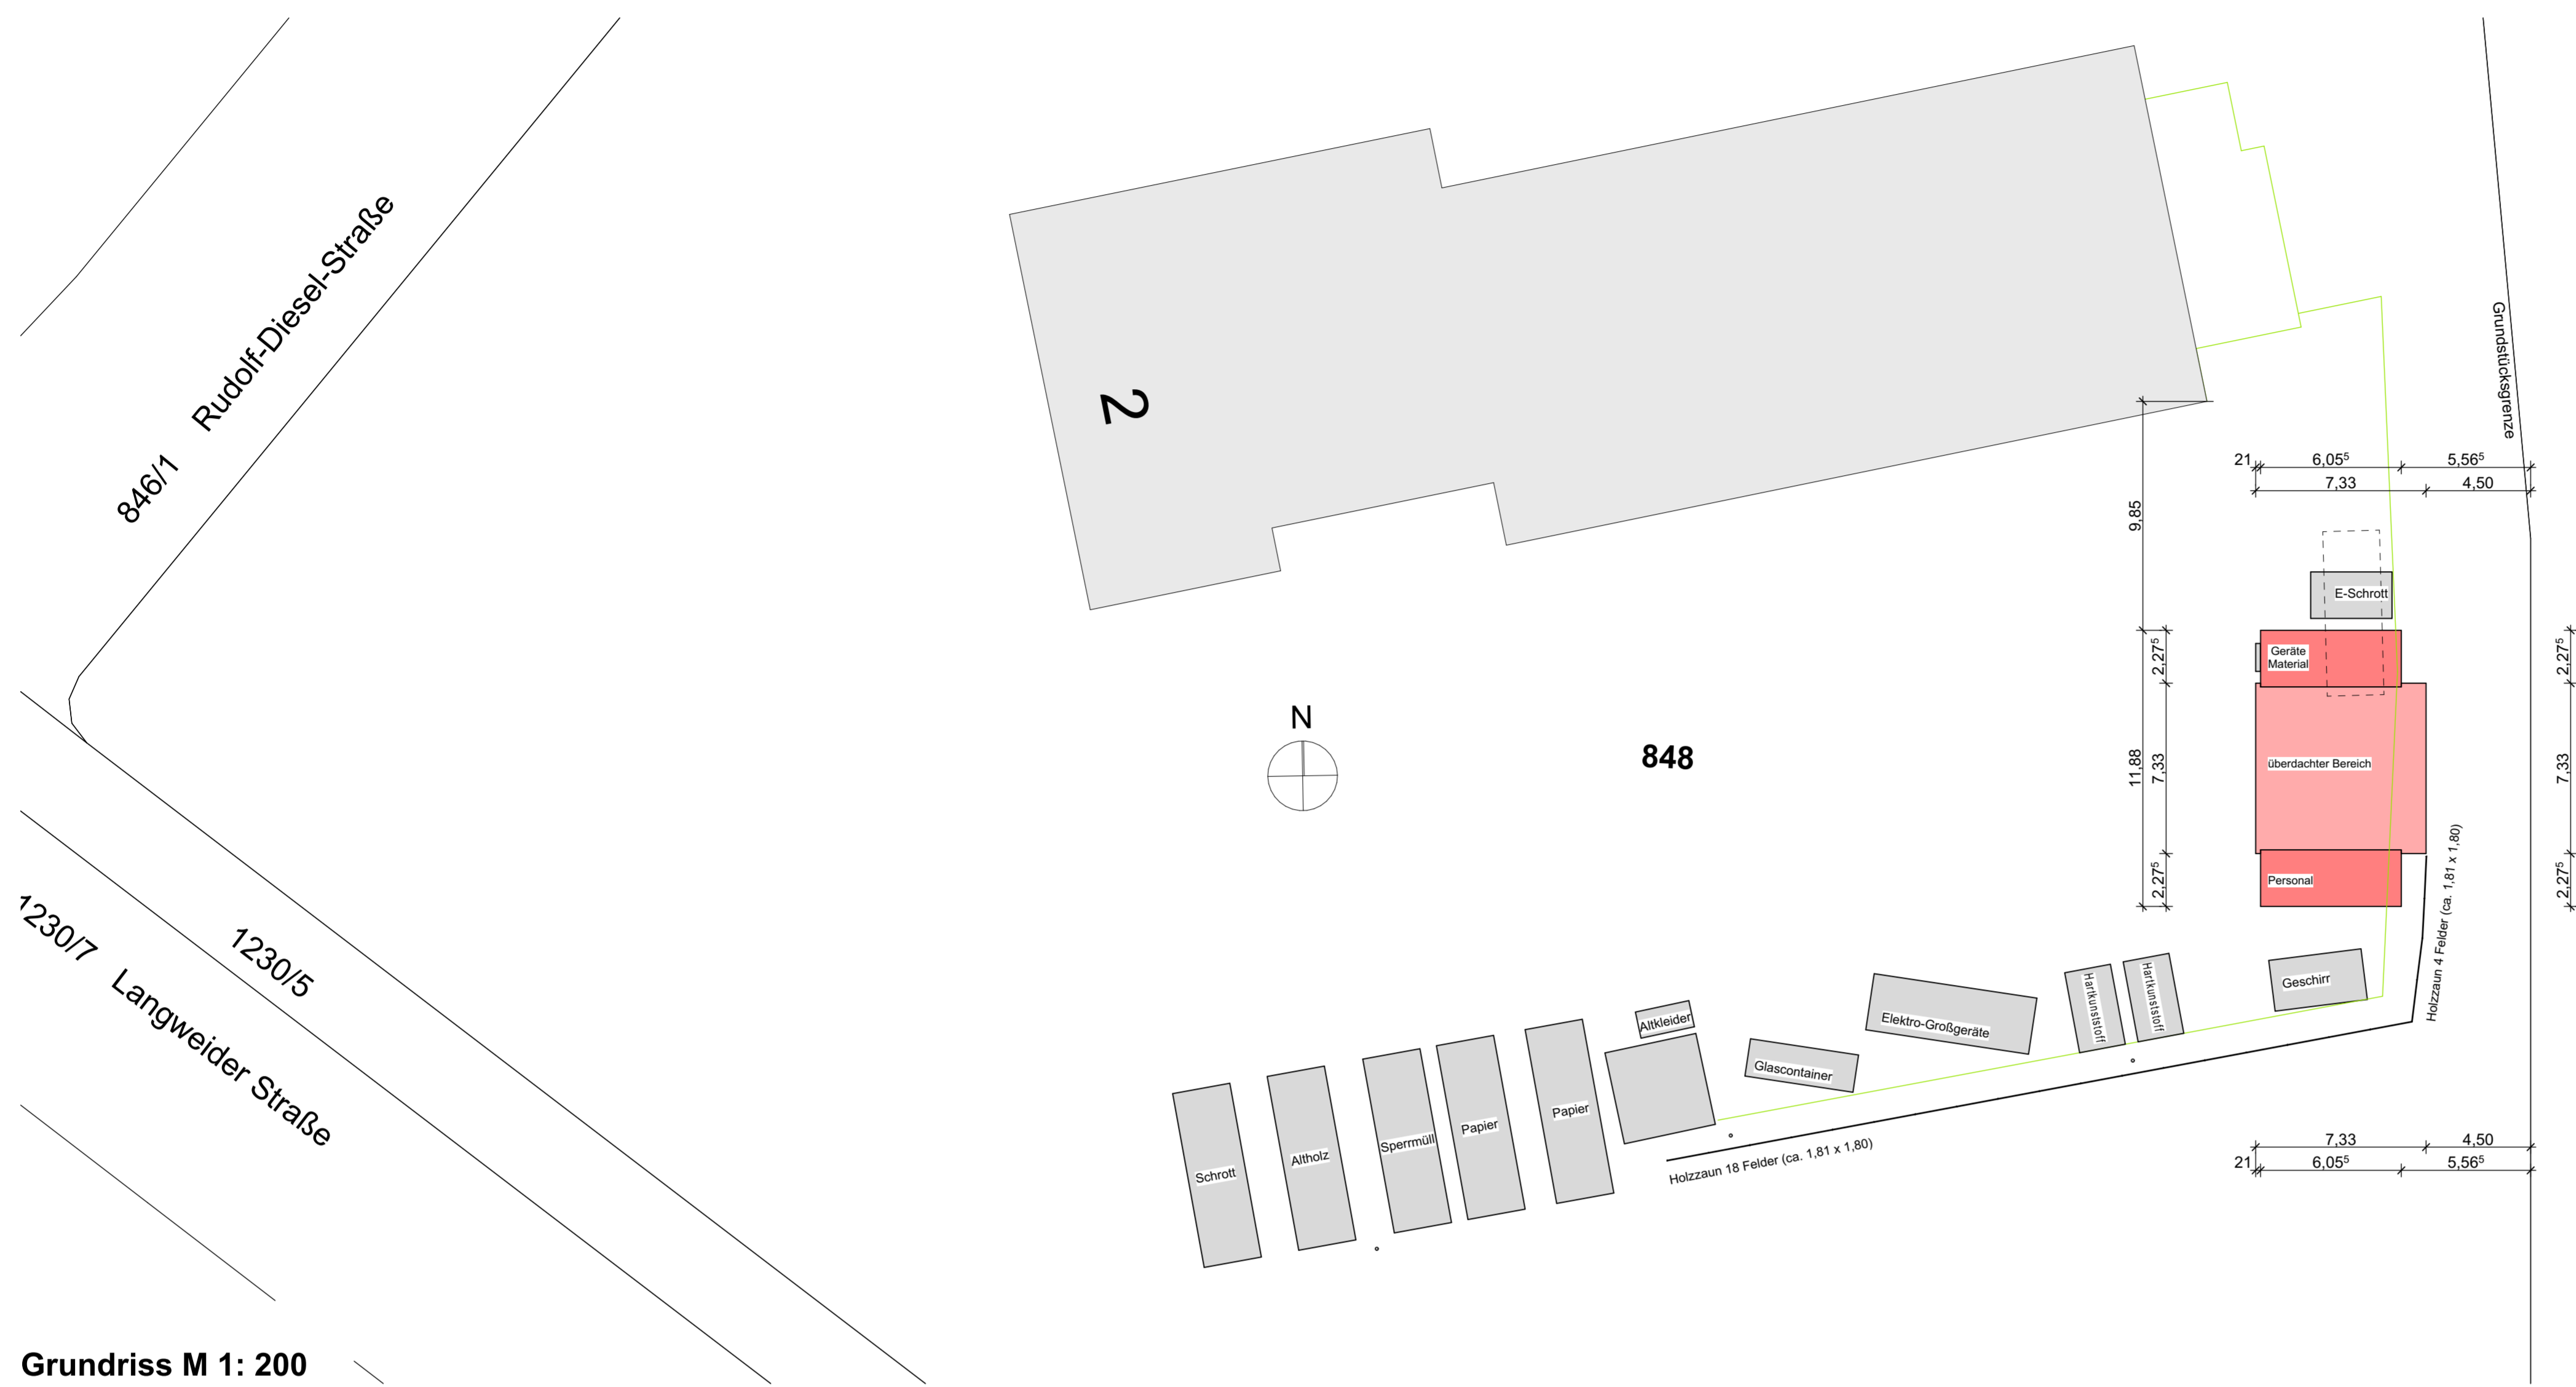 846/1 Rudolf-Diesel-Straße
2
Grundstücksgrenze
21 6,05⁵ 5,56⁵
7,33 4,50
9,85
E-Schrott
2,27⁵
Geräte
Material
2,27⁵
N
848
11,88
7,33
überdachter Bereich
7,33
2,27⁵
Personal
2,27⁵
Holzzaun 4 Felder (ca. 1,81 x 1,80)
1230/7 Langweider Straße
1230/5
Geschirr
Hartkunststoff
Hartkunststoff
Elektro-Großgeräte
Altkleider
Glascontainer
Papier
Papier
Sperrmüll
Altholz
Schrott
Holzzaun 18 Felder (ca. 1,81 x 1,80)
7,33 4,50
21 6,05⁵ 5,56⁵
Grundriss M 1: 200